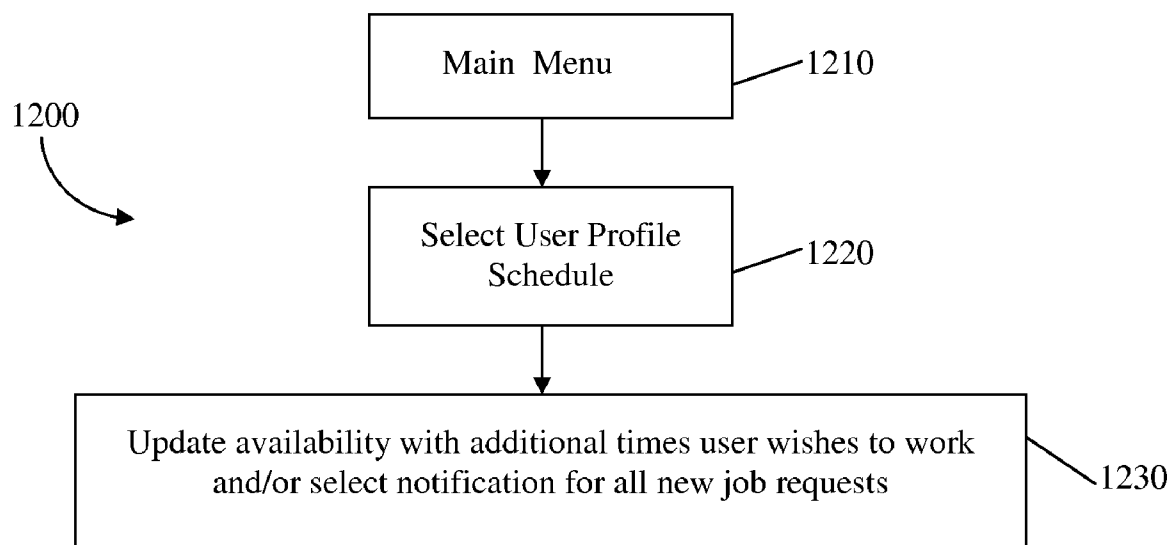 Main Menu
1210
1200
Select User Profile
Schedule
1220
Update availability with additional times user wishes to work
and/or select notification for all new job requests
1230